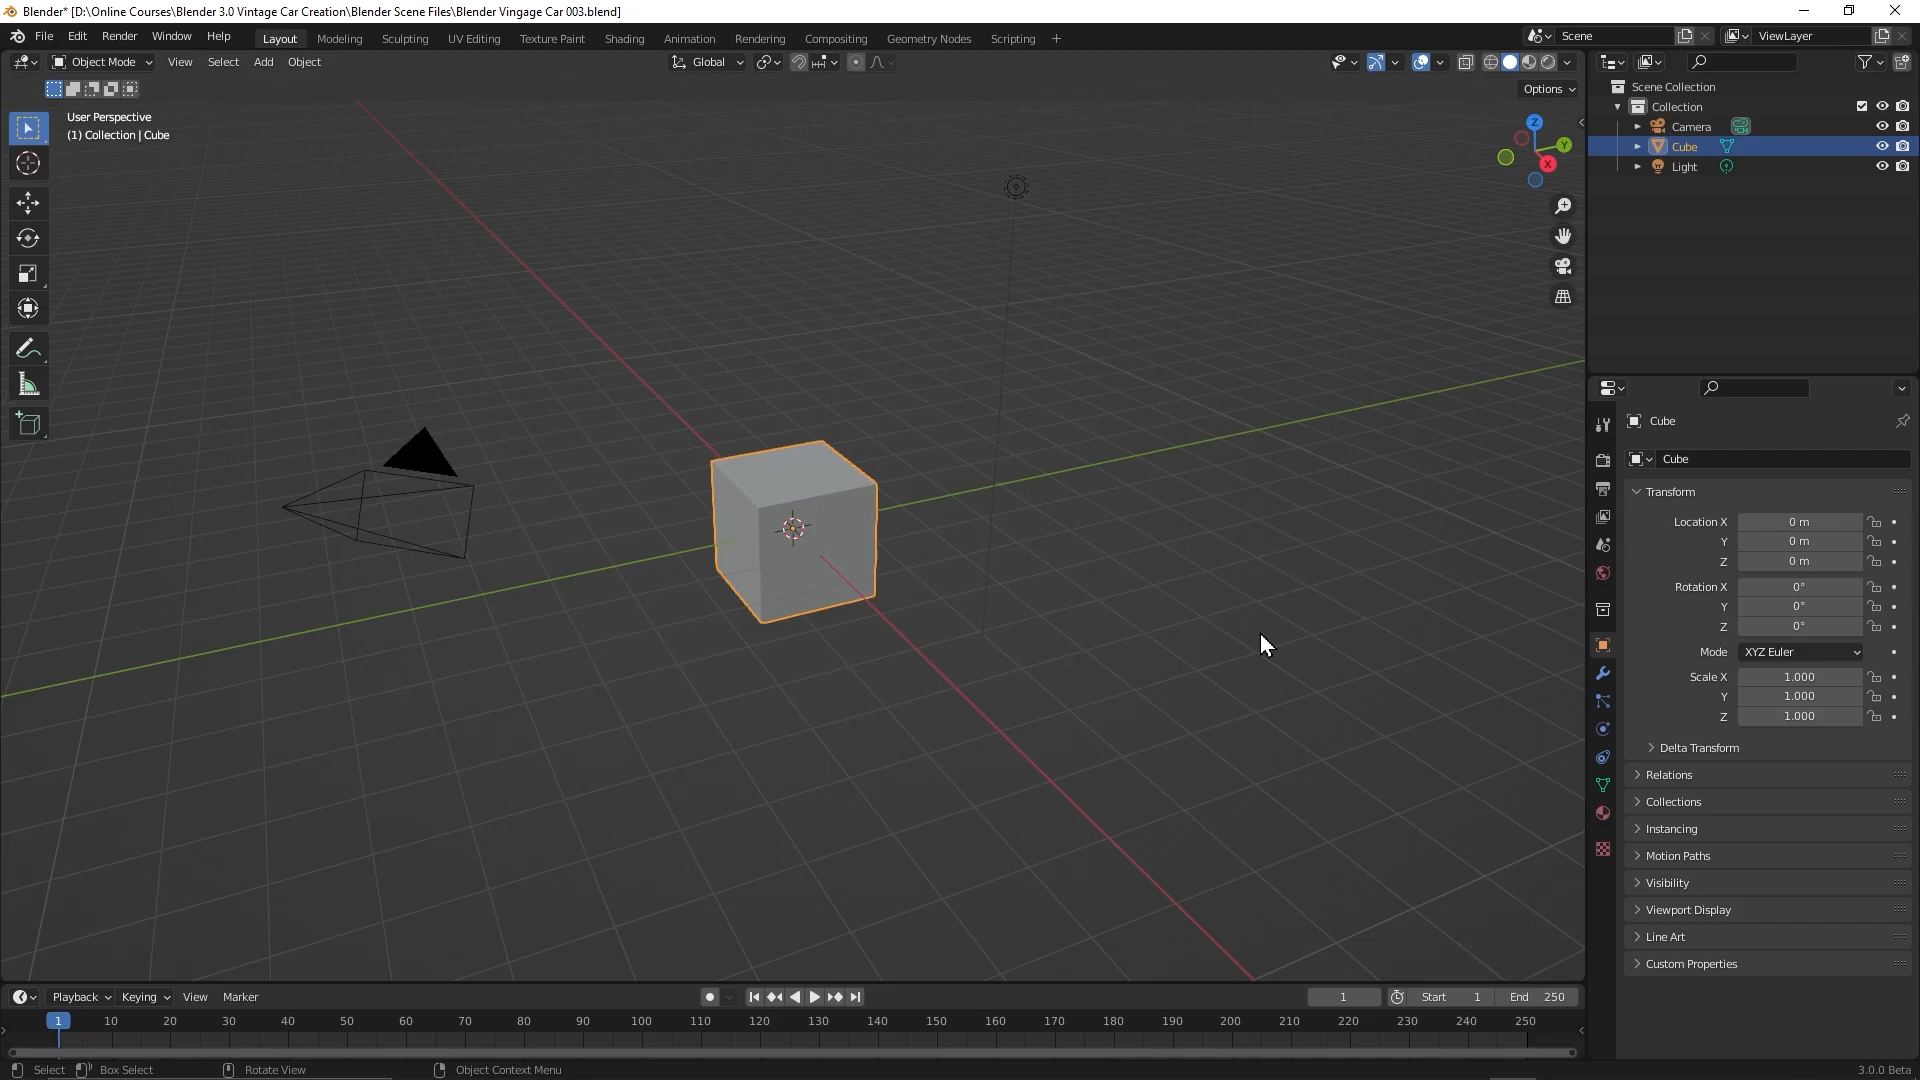 Blender* [D:\Online Courses\Blender 3.0 Vintage Car Creation\Blender Scene Files\Blender Vingage Car 003.blend]
File Edit Render Window Help Layout Modeling Sculpting UV Editing Texture Paint Shading Animation Rendering Compositing Geometry Nodes Scripting + Scene ViewLayer
Object Mode View Select Add Object Global
Options
User Perspective
(1) Collection | Cube
Z
Y
X
Scene Collection
Collection
Camera
Cube
Light
Cube
Cube
Transform
Location X 0 m
Y 0 m
Z 0 m
Rotation X 0°
Y 0°
Z 0°
Mode XYZ Euler
Scale X 1.000
Y 1.000
Z 1.000
Delta Transform
Relations
Collections
Instancing
Motion Paths
Visibility
Viewport Display
Line Art
Custom Properties
Playback Keying View Marker 1 Start 1 End 250
1 10 20 30 40 50 60 70 80 90 100 110 120 130 140 150 160 170 180 190 200 210 220 230 240 250
Select Box Select Rotate View Object Context Menu 3.0.0 Beta